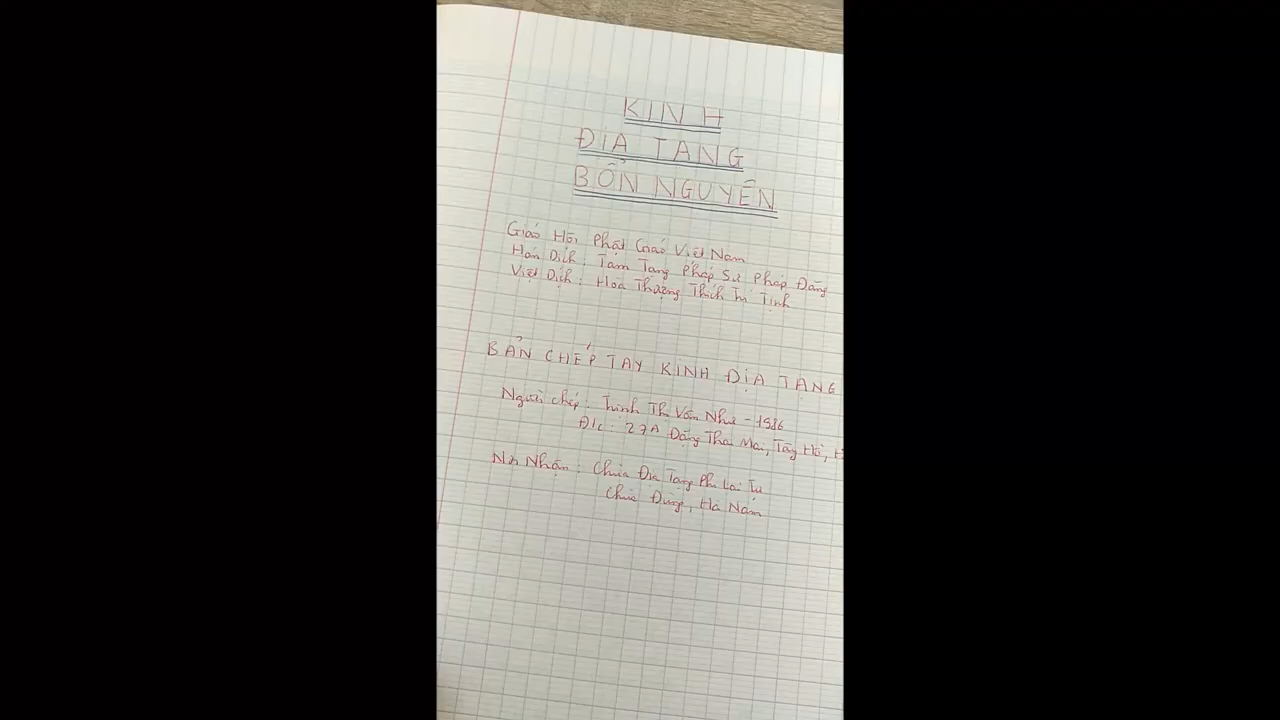 KINH
ĐỊA TẠNG
BỔN NGUYỆN
Giáo Hội Phật Giáo Việt Nam
Hán Dịch : Tam Tạng Pháp Sư Pháp Đăng
Việt Dịch : Hoà Thượng Thích Trí Tịnh
BẢN CHÉP TAY KINH ĐỊA TẠNG
Người chép : Trịnh Thị Vân Như - 1986
Đ/c : 27A Đặng Thai Mai, Tây Hồ,
Nơi Nhận : Chùa Địa Tạng Phi Lai Tự
Chùa Đùng, Hà Nam